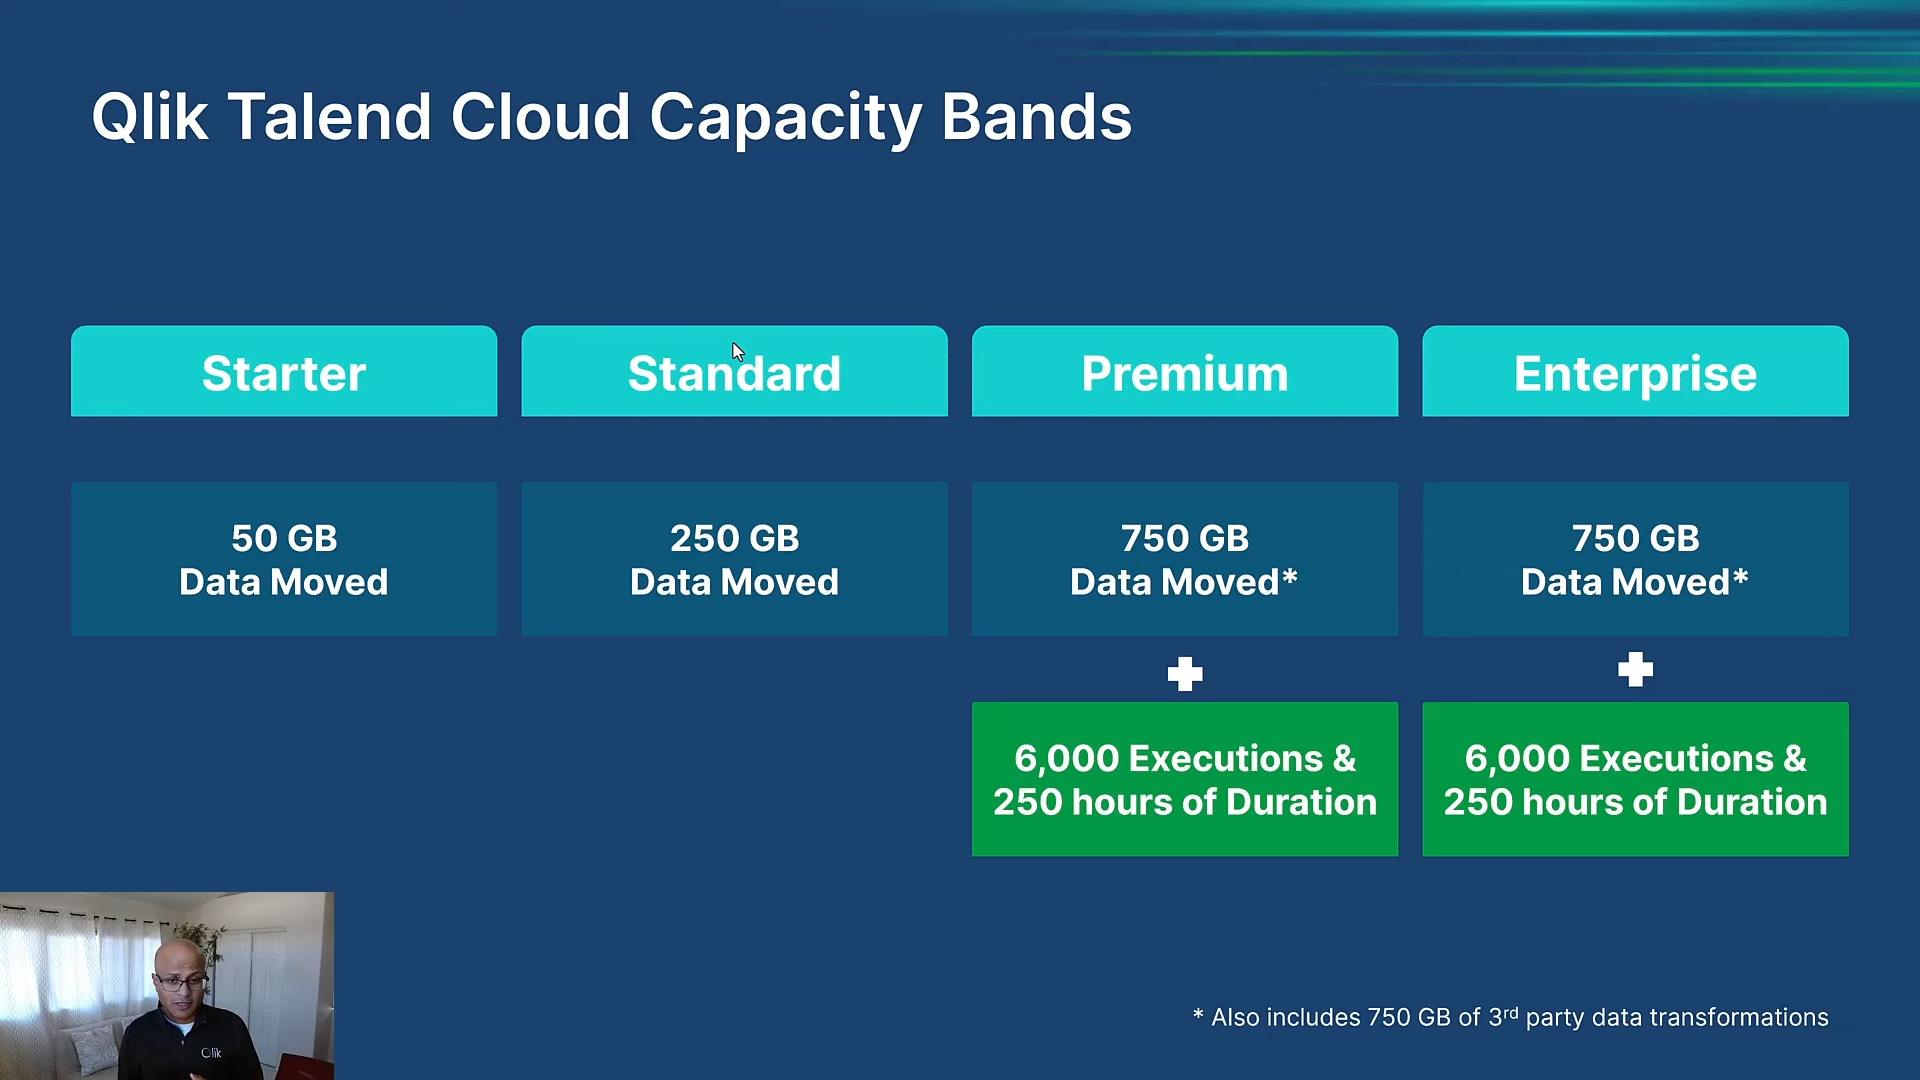 Qlik Talend Cloud Capacity Bands
Starter
Standard
Premium
Enterprise
50 GB
Data Moved
250 GB
Data Moved
750 GB
Data Moved*
750 GB
Data Moved*
6,000 Executions &
250 hours of Duration
6,000 Executions &
250 hours of Duration
* Also includes 750 GB of 3rd party data transformations
Qlik